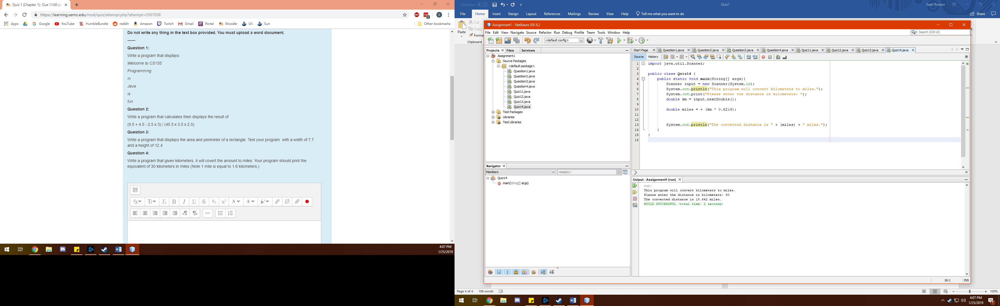 Quiz 1 (Chapter 1)- Due 11:00 pr
https://learning.semo.edu/mod/quiz/attempt.php?attempt=2507038
Apps Google YouTube HumbleBundle reddit Amazon Twitch Gmail Portal Moodle Uli Sun Other bookmarks
Do not write any thing in the text box provided. You must upload a word document.
------
Question 1:
Write a program that displays:
Welcome to CS155
Programming
in
Java
is
fun
Question 2:
Write a program that calculates then displays the result of
(9.5 + 4.5 - 2.5 x 3) / (45.5 x 3.5 x 2.5)
Question 3:
Write a program that displays the area and perimeter of a rectangle. Test your program with a width of 7.7
and a height of 12.4
Question 4:
Write a program that given kilometers, it will covert the amount to miles. Your program should print the
equivalent of 30 kilometers in miles (Note 1 mile is equal to 1.6 kilometers.)
4:07 PM
1/25/2019
AutoSave Off Quiz1 Sean Poston
File Home Insert Design Layout References Mailings Review View Help Tell me what you want to do Share
Paste Cut
Copy
Forma
Clipboard
Assignment1 - NetBeans IDE 8.2
File Edit View Navigate Source Refactor Run Debug Profile Team Tools Window Help
Search (Ctrl+I)
<default config>
Projects Files Services
Assignment1
Source Packages
<default package>
Question1.java
Question2.java
Question3.java
Question4.java
Quiz11.java
Quiz12.java
Quiz13.java
Quiz14.java
Test Packages
Libraries
Test Libraries
Navigator
Members <empty>
Quiz14
main(String[] args)
Start Page Question1.java Question2.java Question3.java Question4.java Quiz11.java Quiz12.java Quiz13.java Quiz14.java
Source History
1 import java.util.Scanner;
2
3 public class Quiz14 {
4 public static void main(String[] args){
5 Scanner input = new Scanner(System.in);
6 System.out.println("This program will convert kilometers to miles.");
7 System.out.print("Please enter the distance in kilometers: ");
8 double km = input.nextDouble();
9
10 double miles = + (km * 0.6214);
11
12
13 System.out.println("The converted distance is " + (miles) + " miles.");
14 }
15 }
16
Output - Assignment1 (run)
run:
This program will convert kilometers to miles.
Please enter the distance in kilometers: 30
The converted distance is 18.642 miles.
BUILD SUCCESSFUL (total time: 2 seconds)
16:1 INS
Page 4 of 4 198 words 100%
4:07 PM
1/25/2019